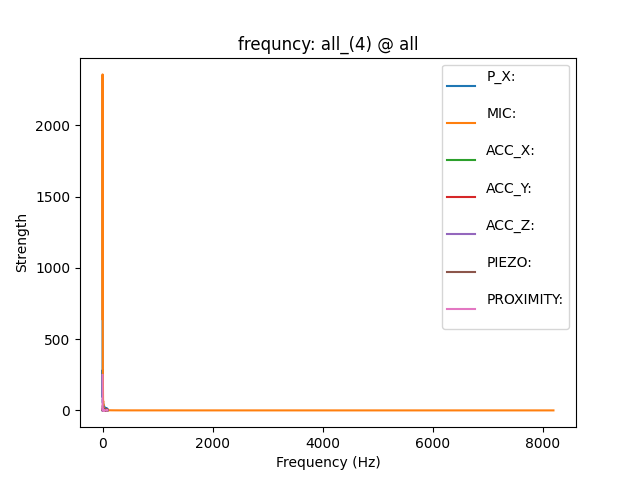 frequncy: all_(4) @ all
P_X:
MIC:
ACC_X:
ACC_Y:
ACC_Z:
PIEZO:
PROXIMITY:
Strength
2000
1500
1000
500
0
0
2000
4000
6000
8000
Frequency (Hz)